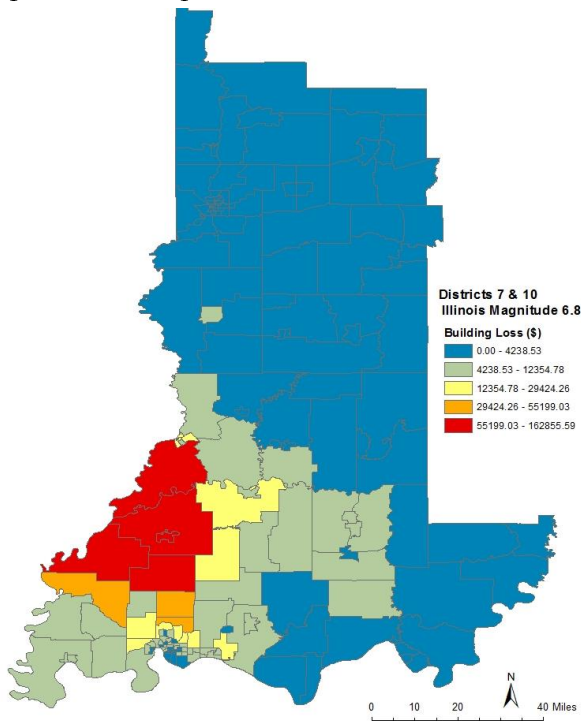 Districts 7 & 10
Illinois Magnitude 6.8
Building Loss ($)
0.00 - 4238.53
4238.53 - 12354.78
12354.78 - 29424.26
29424.26 - 55199.03
55199.03 - 162855.59
N
0 10 20 40 Miles